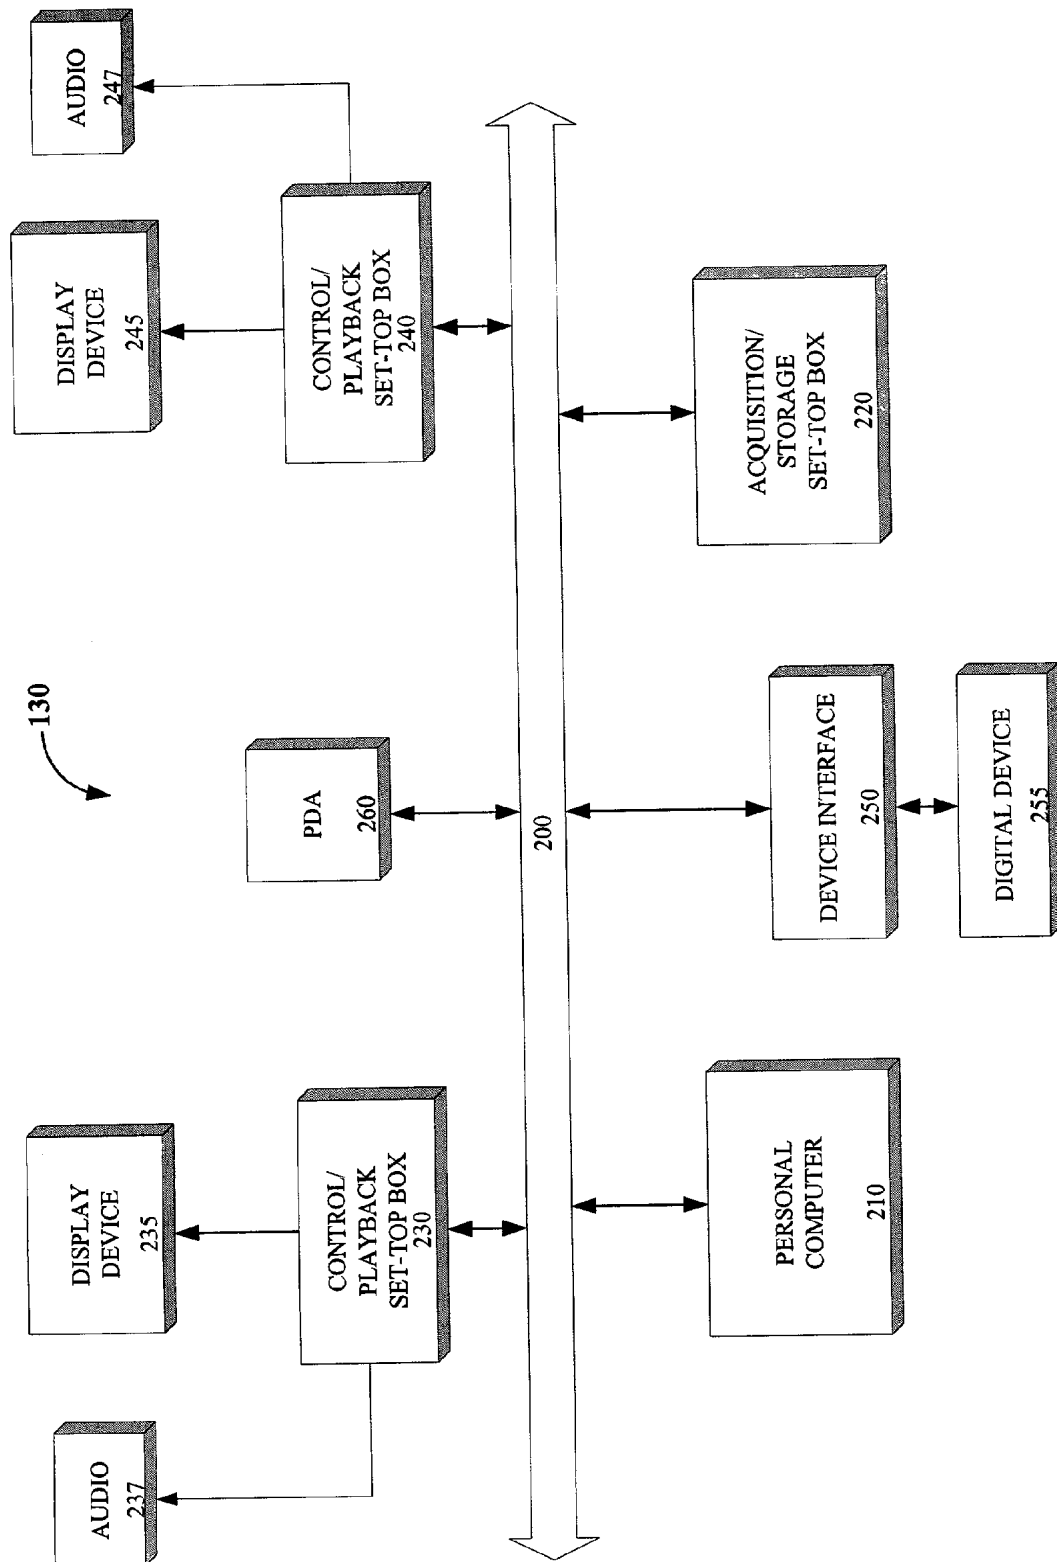 130
AUDIO
237
DISPLAY
DEVICE
235
DISPLAY
DEVICE
245
AUDIO
247
CONTROL/
PLAYBACK
SET-TOP BOX
230
PDA
260
CONTROL/
PLAYBACK
SET-TOP BOX
240
200
PERSONAL
COMPUTER
210
DEVICE INTERFACE
250
DIGITAL DEVICE
255
ACQUISITION/
STORAGE
SET-TOP BOX
220